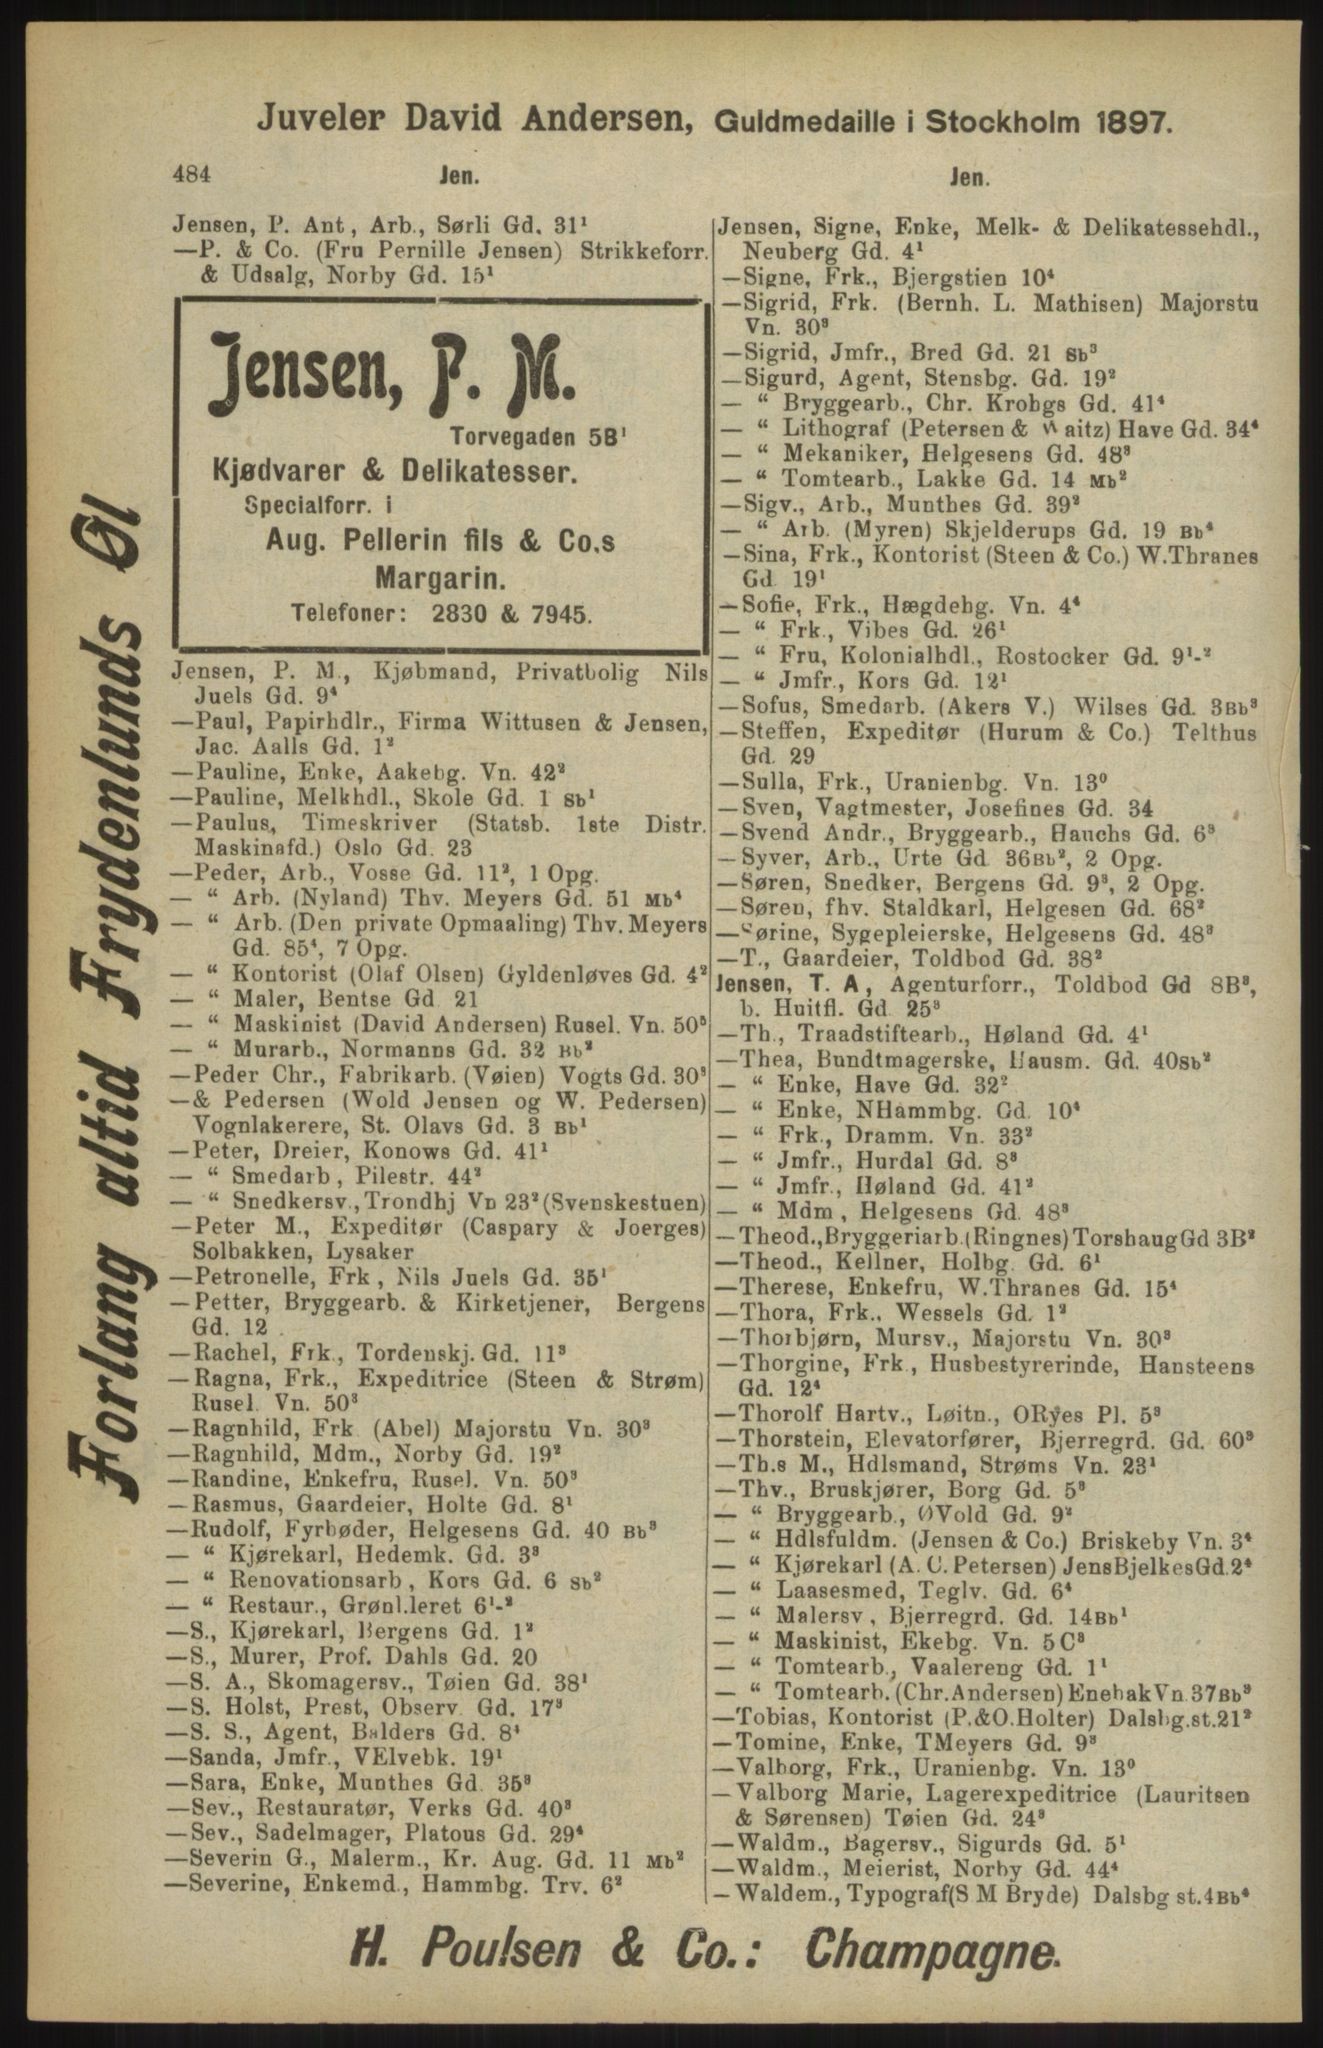 Juveler David Andersen, Guldmedaille i Stockholm 1897.
484 Jen. Jen.
Forlang altid Frydenlunds Øl
Jensen, P. Ant, Arb., Sørli Gd. 31¹
—P. & Co. (Fru Pernille Jensen) Strikkeforr.
& Udsalg, Norby Gd. 15¹
Jensen, P. M.
Torvegaden 5B¹
Kjødvarer & Delikatesser.
Specialforr. i
Aug. Pellerin fils & Co.s
Margarin.
Telefoner: 2830 & 7945.
Jensen, P. M., Kjøbmand, Privatbolig Nils
Juels Gd. 9⁴
—Paul, Papirhdlr., Firma Wittusen & Jensen,
Jac. Aalls Gd. 1²
—Pauline, Enke, Aakebg. Vn. 42²
—Pauline, Melkhdl., Skole Gd. 1 Sb¹
—Paulus, Timeskriver (Statsb. 1ste Distr.
Maskinafd.) Oslo Gd. 23
—Peder, Arb., Vosse Gd. 11², 1 Opg.
— “ Arb. (Nyland) Thv. Meyers Gd. 51 Mb⁴
— “ Arb. (Den private Opmaaling) Thv. Meyers
Gd. 85⁴, 7 Opg.
— “ Kontorist (Olaf Olsen) Gyldenløves Gd. 4²
— “ Maler, Bentse Gd 21
— “ Maskinist (David Andersen) Rusel. Vn. 50⁵
— “ Murarb., Normanns Gd. 32 Bb²
—Peder Chr., Fabrikarb. (Vøien) Vogts Gd. 30³
—& Pedersen (Wold Jensen og W. Pedersen)
Vognlakerere, St. Olavs Gd. 3 Bb¹
—Peter, Dreier, Konows Gd. 41¹
— “ Smedarb, Pilestr. 44²
— “ Snedkersv., Trondhj Vn 23² (Svenskestuen)
—Peter M., Expeditør (Caspary & Joerges)
Solbakken, Lysaker
—Petronelle, Frk, Nils Juels Gd. 35¹
—Petter, Bryggearb. & Kirketjener, Bergens
Gd. 12.
—Rachel, Frk., Tordenskj. Gd. 11³
—Ragna, Frk., Expeditrice (Steen & Strøm)
Rusel. Vn. 50³
—Ragnhild, Frk (Abel) Majorstu Vn. 30³
—Ragnhild, Mdm., Norby Gd. 19²
—Randine, Enkefru, Rusel. Vn. 50³
—Rasmus, Gaardeier, Holte Gd. 8¹
—Rudolf, Fyrbøder, Helgesens Gd. 40 Bb³
— “ Kjørekarl, Hedemk. Gd. 3³
— “ Renovationsarb, Kors Gd. 6 Sb²
— “ Restaur., Grønl.leret 6¹-²
—S., Kjørekarl, Bergens Gd. 1²
—S., Murer, Prof. Dahls Gd. 20
—S. A., Skomagersv., Tøien Gd. 38¹
—S. Holst, Prest, Observ. Gd. 17³
—S. S., Agent, Balders Gd. 8⁴
—Sanda, Jmfr., VElvebk. 19¹
—Sara, Enke, Munthes Gd. 35³
—Sev., Restauratør, Verks Gd. 40³
—Sev., Sadelmager, Platous Gd. 29⁴
—Severin G., Malerm., Kr. Aug. Gd. 11 Mb²
—Severine, Enkemd., Hammbg. Trv. 6²
Jensen, Signe, Enke, Melk- & Delikatessehdl.,
Neuberg Gd. 4¹
—Signe, Frk., Bjergstien 10⁴
—Sigrid, Frk. (Bernh. L. Mathisen) Majorstu
Vn. 30³
—Sigrid, Jmfr., Bred Gd. 21 Sb³
—Sigurd, Agent, Stensbg. Gd. 19²
— “ Bryggearb., Chr. Krohgs Gd. 41⁴
— “ Lithograf (Petersen & Waitz) Have Gd. 34⁴
— “ Mekaniker, Helgesens Gd. 48³
— “ Tomtearb., Lakke Gd. 14 Mb²
—Sigv., Arb., Munthes Gd. 39²
— “ Arb. (Myren) Skjelderups Gd. 19 Bb⁴
—Sina, Frk., Kontorist (Steen & Co.) W.Thranes
Gd 19¹
—Sofie, Frk., Hægdehg. Vn. 4⁴
— “ Frk., Vibes Gd. 26¹
— “ Fru, Kolonialhdl., Rostocker Gd. 9¹-²
— “ Jmfr., Kors Gd. 12¹
—Sofus, Smedarb. (Akers V.) Wilses Gd. 3Bb³
—Steffen, Expeditør (Hurum & Co.) Telthus
Gd. 29
—Sulla, Frk., Uranienbg. Vn. 13⁰
—Sven, Vagtmester, Josefines Gd. 34
—Svend Andr., Bryggearb., Hauchs Gd. 6³
—Syver, Arb., Urte Gd 36Bb², 2 Opg.
—Søren, Snedker, Bergens Gd. 9³, 2 Opg.
—Søren, fhv. Staldkarl, Helgesen Gd. 68²
—Sørine, Sygepleierske, Helgesens Gd. 48³
—T., Gaardeier, Toldbod Gd. 38²
Jensen, T. A, Agenturforr., Toldbod Gd 8B³,
b. Huitfl. Gd. 25³
—Th., Traadstiftearb., Høland Gd. 4¹
—Thea, Bundtmagerske, Hausm. Gd. 40Sb²
— “ Enke, Have Gd. 32²
— “ Enke, NHammbg. Gd. 10⁴
— “ Frk., Dramm. Vn. 33²
— “ Jmfr., Hurdal Gd. 8³
— “ Jmfr., Høland Gd. 41²
— “ Mdm, Helgesens Gd. 48³
—Theod., Bryggeriarb. (Ringnes) Torshaug Gd 3B²
—Theod., Kellner, Holbg. Gd. 6¹
—Therese, Enkefru, W.Thranes Gd. 15⁴
—Thora, Frk., Wessels Gd. 1²
—Thorbjørn, Mursv., Majorstu Vn. 30³
—Thorgine, Frk., Husbestyrerinde, Hansteens
Gd. 12⁴
—Thorolf Hartv., Løitn., ORyes Pl. 5³
—Thorstein, Elevatorfører, Bjerregrd. Gd. 60³
—Th.s M., Hdlsmand, Strøms Vn. 23¹
—Thv., Bruskjører, Borg Gd. 5³
— “ Bryggearb., ØVold Gd. 9²
— “ Hdlsfuldm. (Jensen & Co.) Briskeby Vn. 3⁴
— “ Kjørekarl (A. C. Petersen) Jens Bjelkes Gd. 2⁴
— “ Laasesmed, Teglv. Gd. 6⁴
— “ Malersv, Bjerregrd. Gd. 14Bb¹
— “ Maskinist, Ekebg. Vn. 5C³
— “ Tomtearb., Vaalereng Gd. 1¹
— “ Tomtearb. (Chr. Andersen) Enebak Vn. 37Bb³
—Tobias, Kontorist (P.&O.Holter) Dalsbg.st.21²
—Tomine, Enke, TMeyers Gd. 9³
—Valborg, Frk., Uranienbg. Vn. 13⁰
—Valborg Marie, Lagerexpeditrice (Lauritsen
& Sørensen) Tøien Gd. 24³
—Waldm., Bagersv., Sigurds Gd. 5¹
—Waldm., Meierist, Norby Gd. 44⁴
—Waldem., Typograf (S M Bryde) Dalsbg st. 4Bb⁴
H. Poulsen & Co.: Champagne.